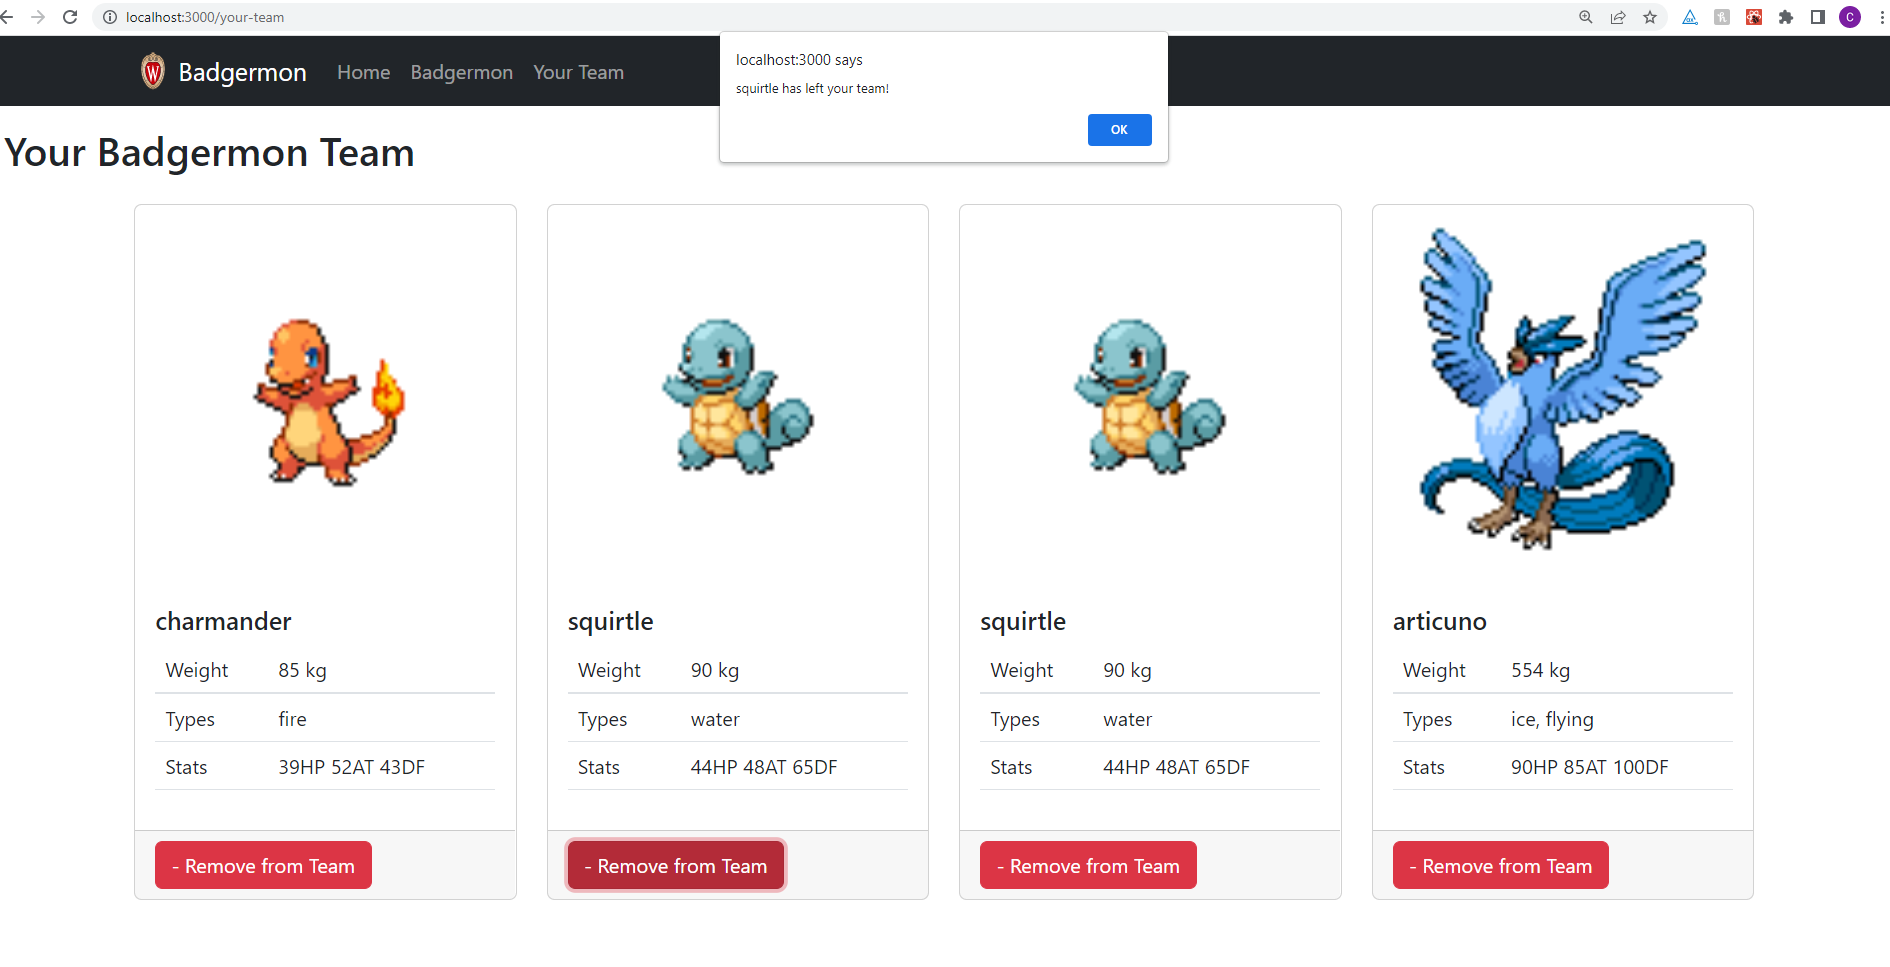 localhost:3000/your-team
C
localhost:3000 says
squirtle has left your team!
OK
W
Badgermon Home Badgermon Your Team
Your Badgermon Team
charmander
Weight 85 kg
Types fire
Stats 39HP 52AT 43DF
- Remove from Team
squirtle
Weight 90 kg
Types water
Stats 44HP 48AT 65DF
- Remove from Team
squirtle
Weight 90 kg
Types water
Stats 44HP 48AT 65DF
- Remove from Team
articuno
Weight 554 kg
Types ice, flying
Stats 90HP 85AT 100DF
- Remove from Team